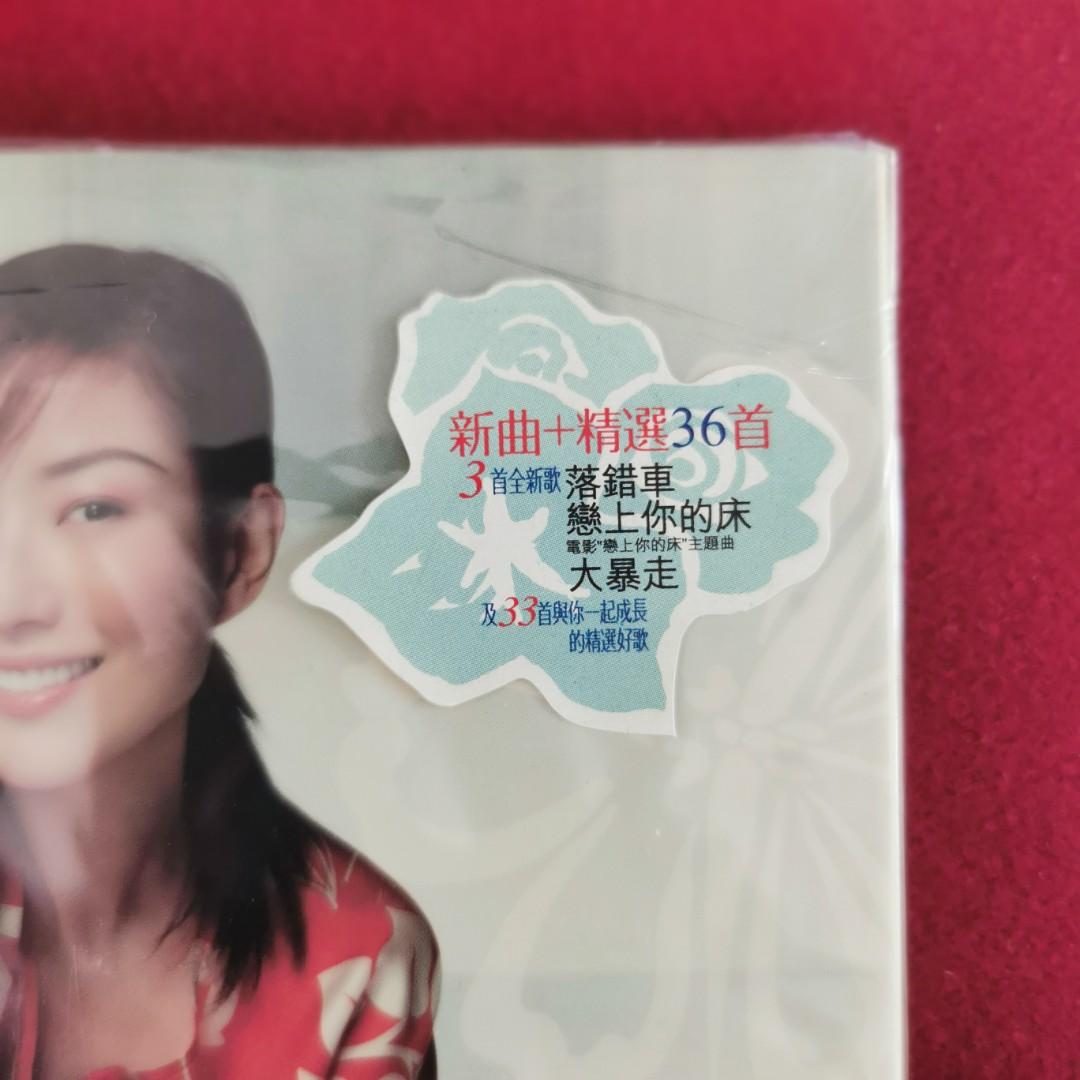 新曲+精選36首
3首全新歌 落錯車
戀上你的床
電影"戀上你的床"主題曲
大暴走
及33首與你一起成長
的精選好歌